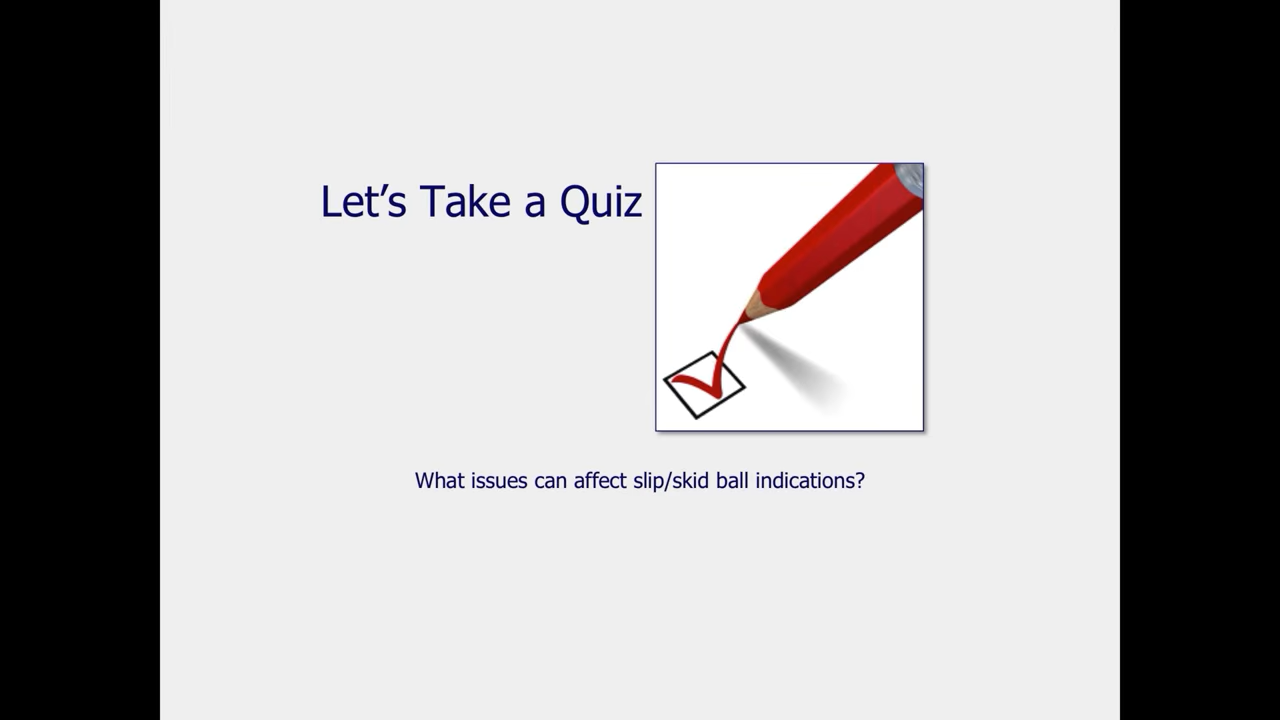 Let’s Take a Quiz
What issues can affect slip/skid ball indications?